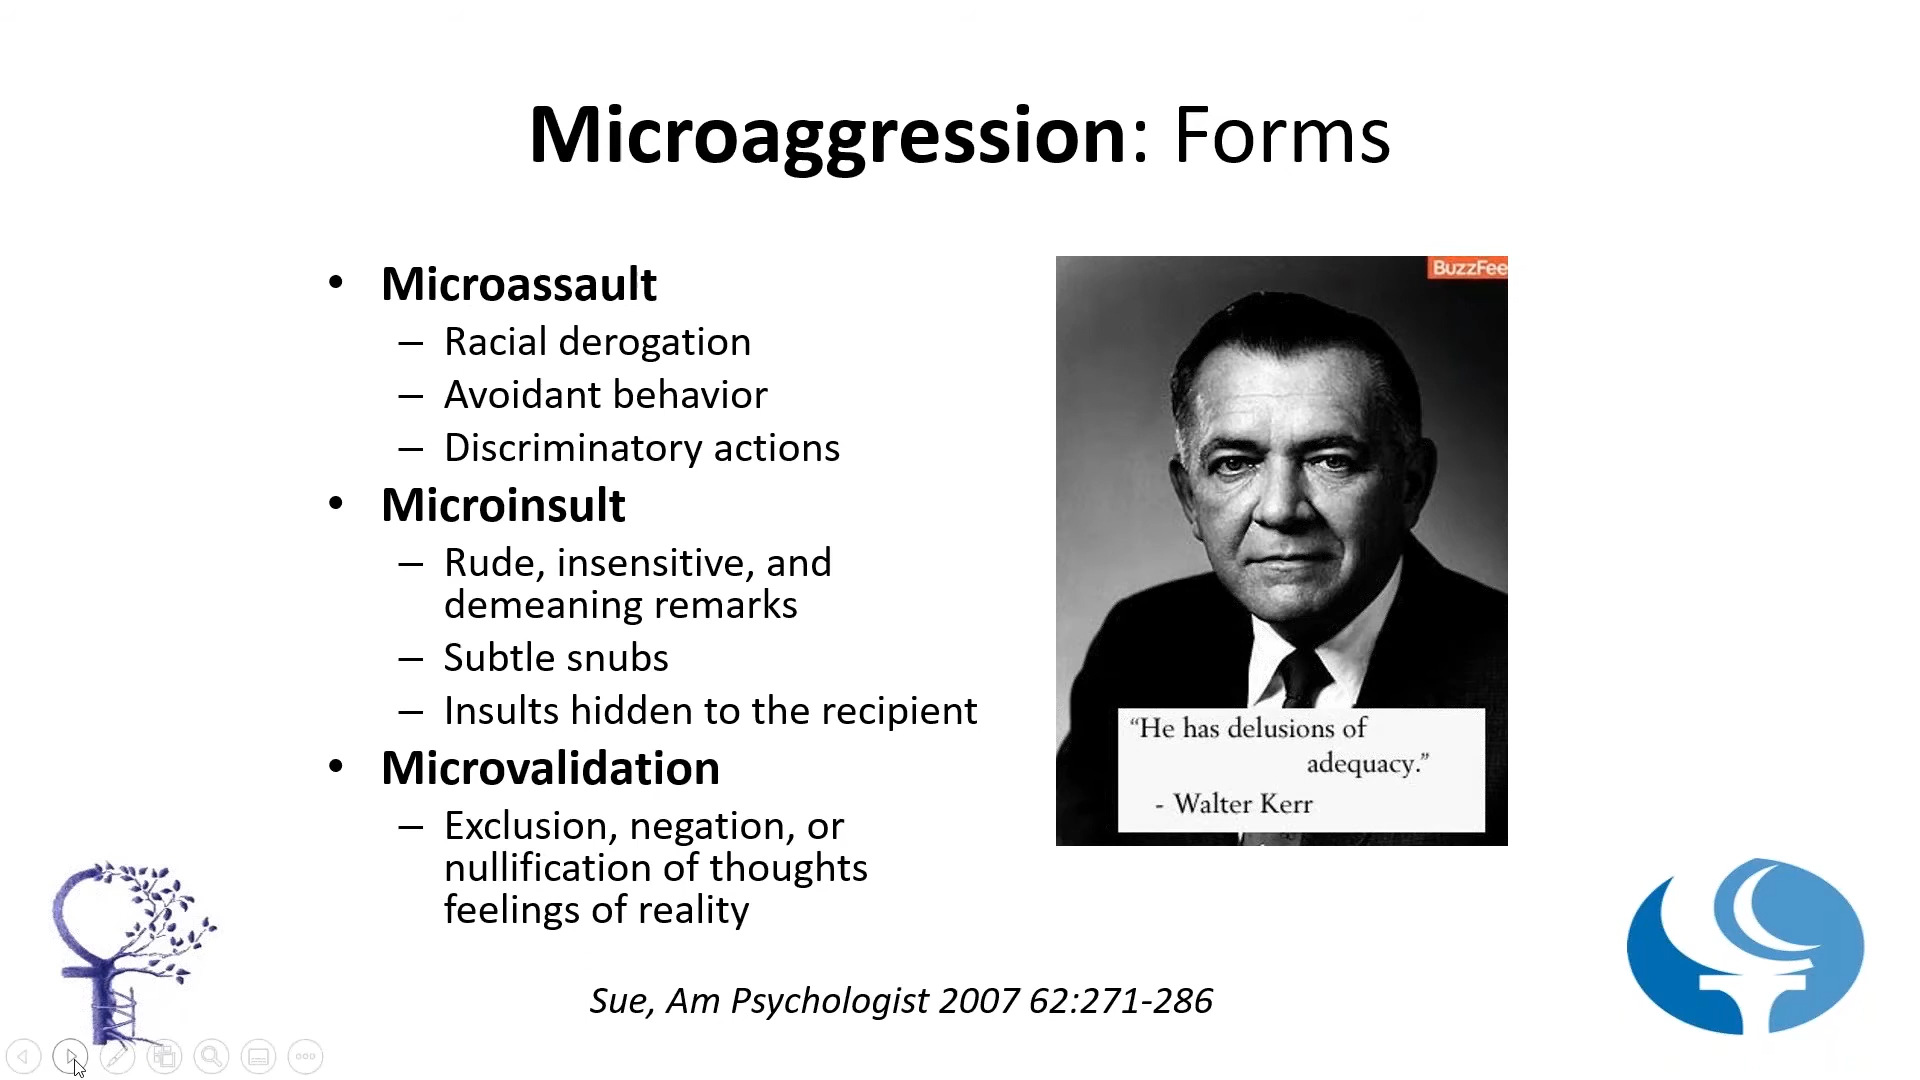 Microaggression: Forms
• Microassault
– Racial derogation
– Avoidant behavior
– Discriminatory actions
• Microinsult
– Rude, insensitive, and
demeaning remarks
– Subtle snubs
– Insults hidden to the recipient
• Microvalidation
– Exclusion, negation, or
nullification of thoughts
feelings of reality
BuzzFee
“He has delusions of
adequacy.”
- Walter Kerr
Sue, Am Psychologist 2007 62:271-286